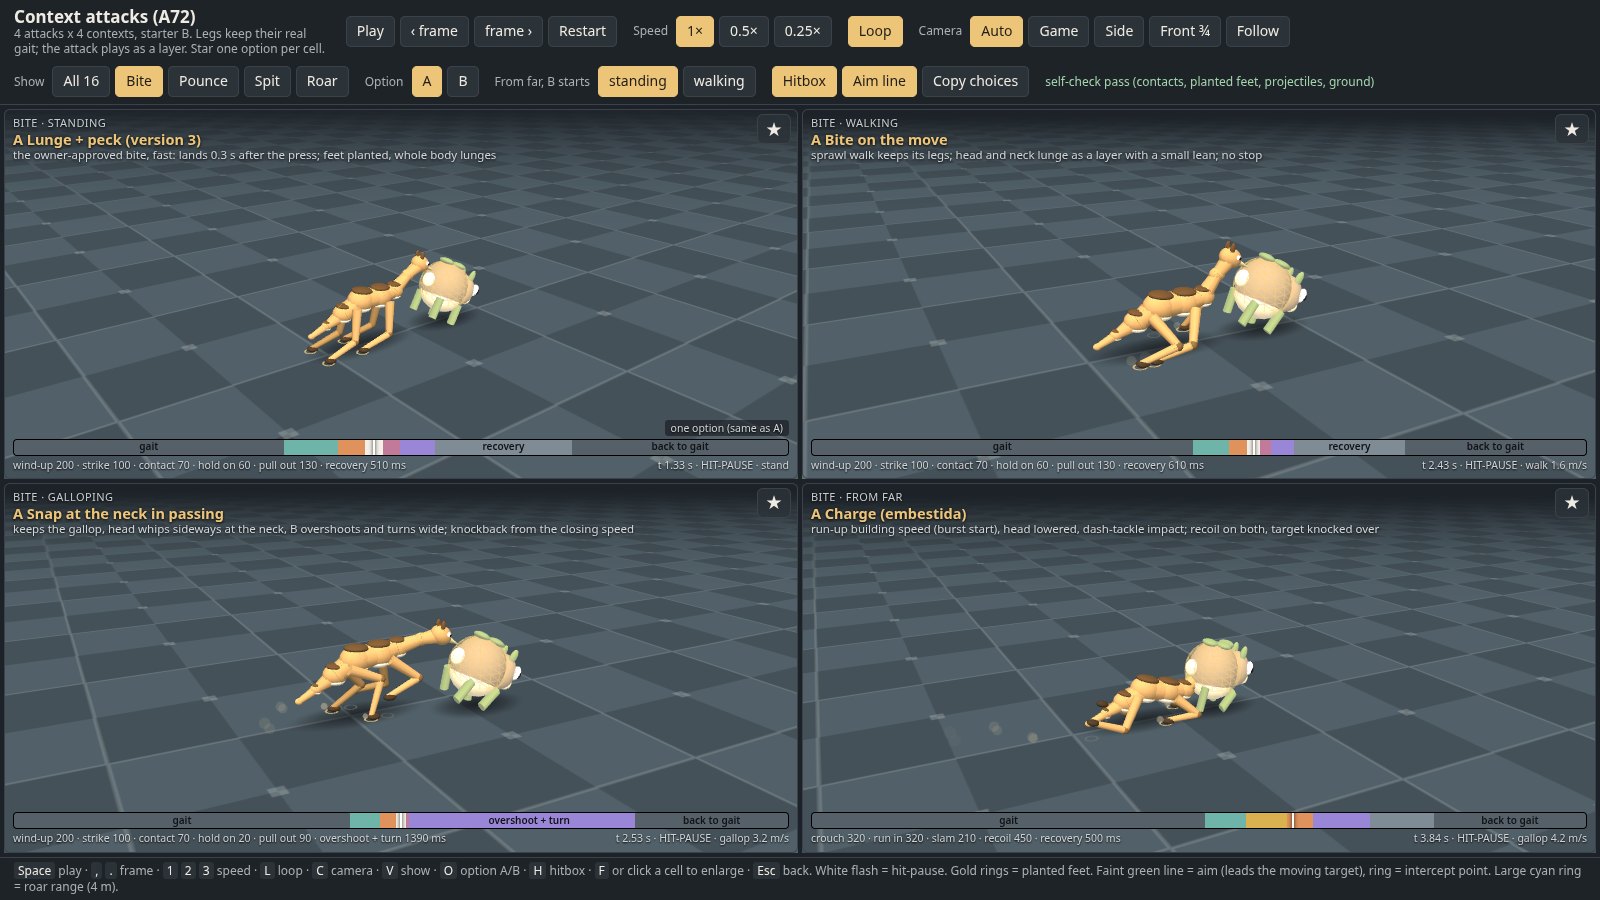 Context attacks (A72)
4 attacks x 4 contexts, starter B. Legs keep their real
gait; the attack plays as a layer. Star one option per cell.
Play
‹ frame
frame ›
Restart
Speed
1×
0.5×
0.25×
Loop
Camera
Auto
Game
Side
Front ¾
Follow
Show
All 16
Bite
Pounce
Spit
Roar
Option
A
B
From far, B starts
standing
walking
Hitbox
Aim line
Copy choices
self-check pass (contacts, planted feet, projectiles, ground)
BITE · STANDING
A Lunge + peck (version 3)
the owner-approved bite, fast: lands 0.3 s after the press; feet planted, whole body lunges
★
one option (same as A)
gait
recovery
back to gait
wind-up 200 · strike 100 · contact 70 · hold on 60 · pull out 130 · recovery 510 ms
t 1.33 s · HIT-PAUSE · stand
BITE · WALKING
A Bite on the move
sprawl walk keeps its legs; head and neck lunge as a layer with a small lean; no stop
★
gait
recovery
back to gait
wind-up 200 · strike 100 · contact 70 · hold on 60 · pull out 130 · recovery 610 ms
t 2.43 s · HIT-PAUSE · walk 1.6 m/s
BITE · GALLOPING
A Snap at the neck in passing
keeps the gallop, head whips sideways at the neck, B overshoots and turns wide; knockback from the closing speed
★
gait
overshoot + turn
back to gait
wind-up 200 · strike 100 · contact 70 · hold on 20 · pull out 90 · overshoot + turn 1390 ms
t 2.53 s · HIT-PAUSE · gallop 3.2 m/s
BITE · FROM FAR
A Charge (embestida)
run-up building speed (burst start), head lowered, dash-tackle impact; recoil on both, target knocked over
★
gait
back to gait
crouch 320 · run in 320 · slam 210 · recoil 450 · recovery 500 ms
t 3.84 s · HIT-PAUSE · gallop 4.2 m/s
Space play · , . frame · 1 2 3 speed · L loop · C camera · V show · O option A/B · H hitbox · F or click a cell to enlarge · Esc back. White flash = hit-pause. Gold rings = planted feet. Faint green line = aim (leads the moving target), ring = intercept point. Large cyan ring
= roar range (4 m).